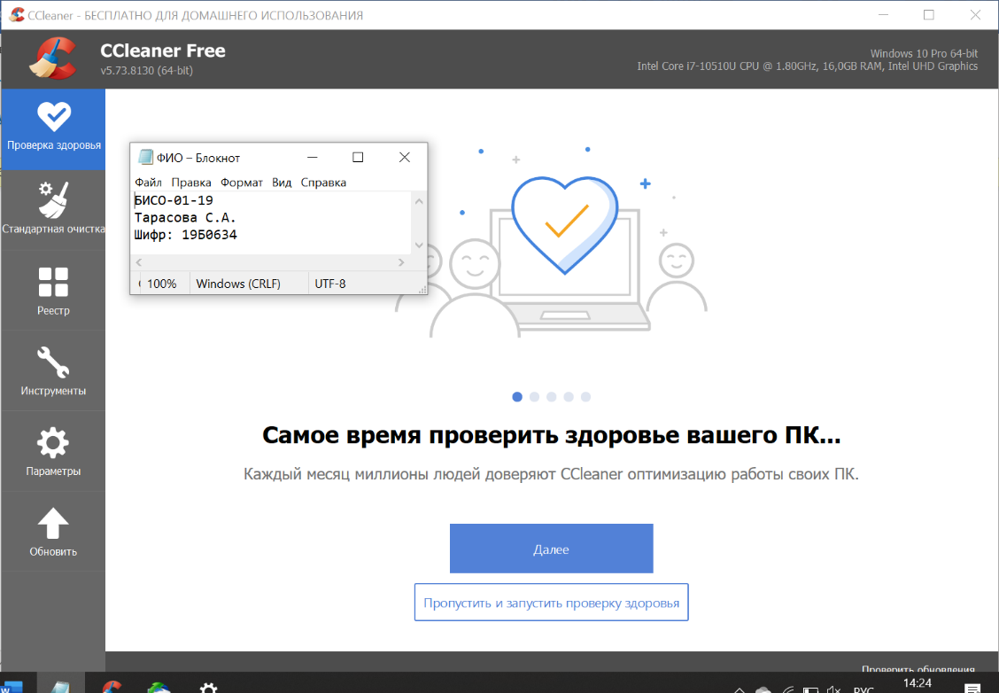 CCleaner - БЕСПЛАТНО ДЛЯ ДОМАШНЕГО ИСПОЛЬЗОВАНИЯ
CCleaner Free
v5.73.8130 (64-bit)
Windows 10 Pro 64-bit
Intel Core i7-10510U CPU @ 1.80GHz, 16,0GB RAM, Intel UHD Graphics
Проверка здоровья
Стандартная очистка
Реестр
Инструменты
Параметры
Обновить
ФИО – Блокнот
Файл Правка Формат Вид Справка
БИСО-01-19
Тарасова С.А.
Шифр: 19Б0634
100% Windows (CRLF) UTF-8
Самое время проверить здоровье вашего ПК...
Каждый месяц миллионы людей доверяют CCleaner оптимизацию работы своих ПК.
Далее
Пропустить и запустить проверку здоровья
Проверить обновления
W
РУС
14:24